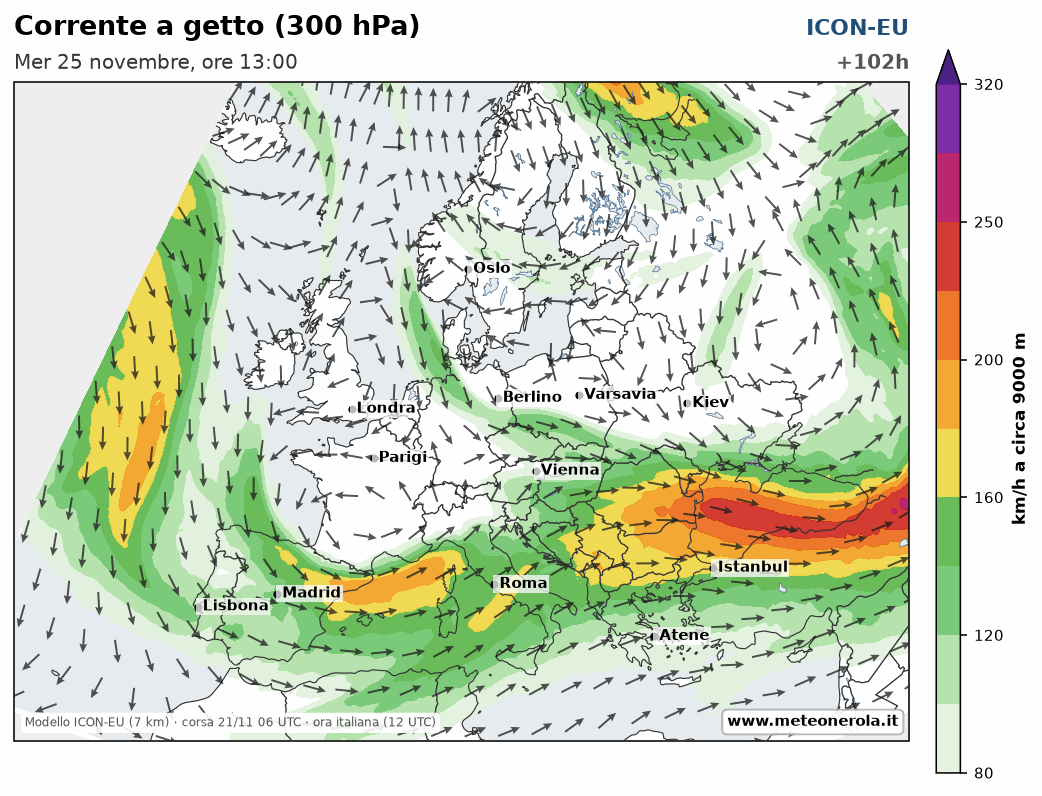 Corrente a getto (300 hPa)
ICON-EU
Mer 25 novembre, ore 13:00
+102h
320
250
200
160
120
80
km/h a circa 9000 m
Oslo
Berlino
Varsavia
Kiev
Londra
Parigi
Vienna
Istanbul
Roma
Madrid
Lisbona
Atene
Modello ICON-EU (7 km) · corsa 21/11 06 UTC · ora italiana (12 UTC)
www.meteonerola.it